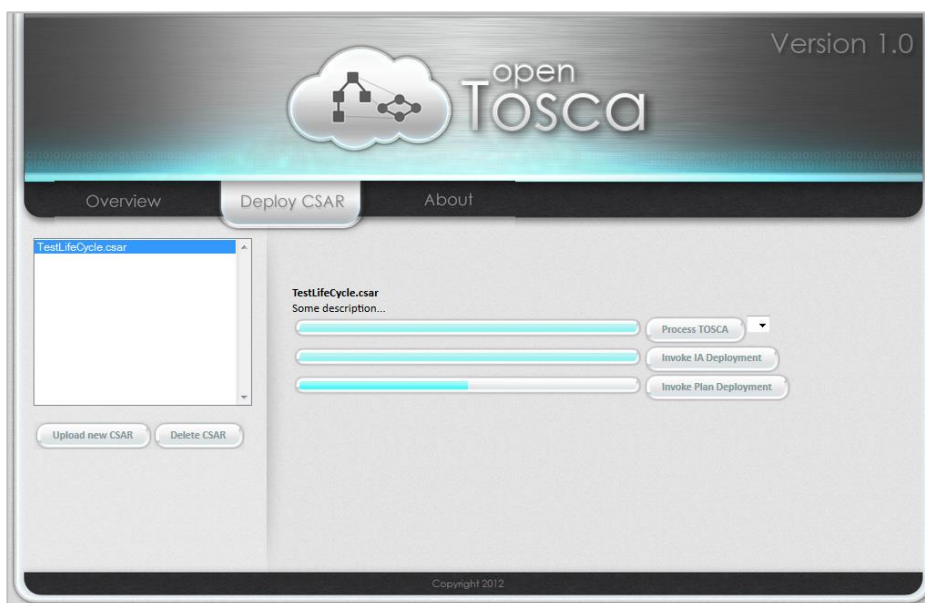 Version 1.0
open
Tosca
Overview
Deploy CSAR
About
TestLifeCycle.csar
TestLifeCycle.csar
Some description...
Process TOSCA
Invoke IA Deployment
Invoke Plan Deployment
Upload new CSAR
Delete CSAR
Copyright 2012